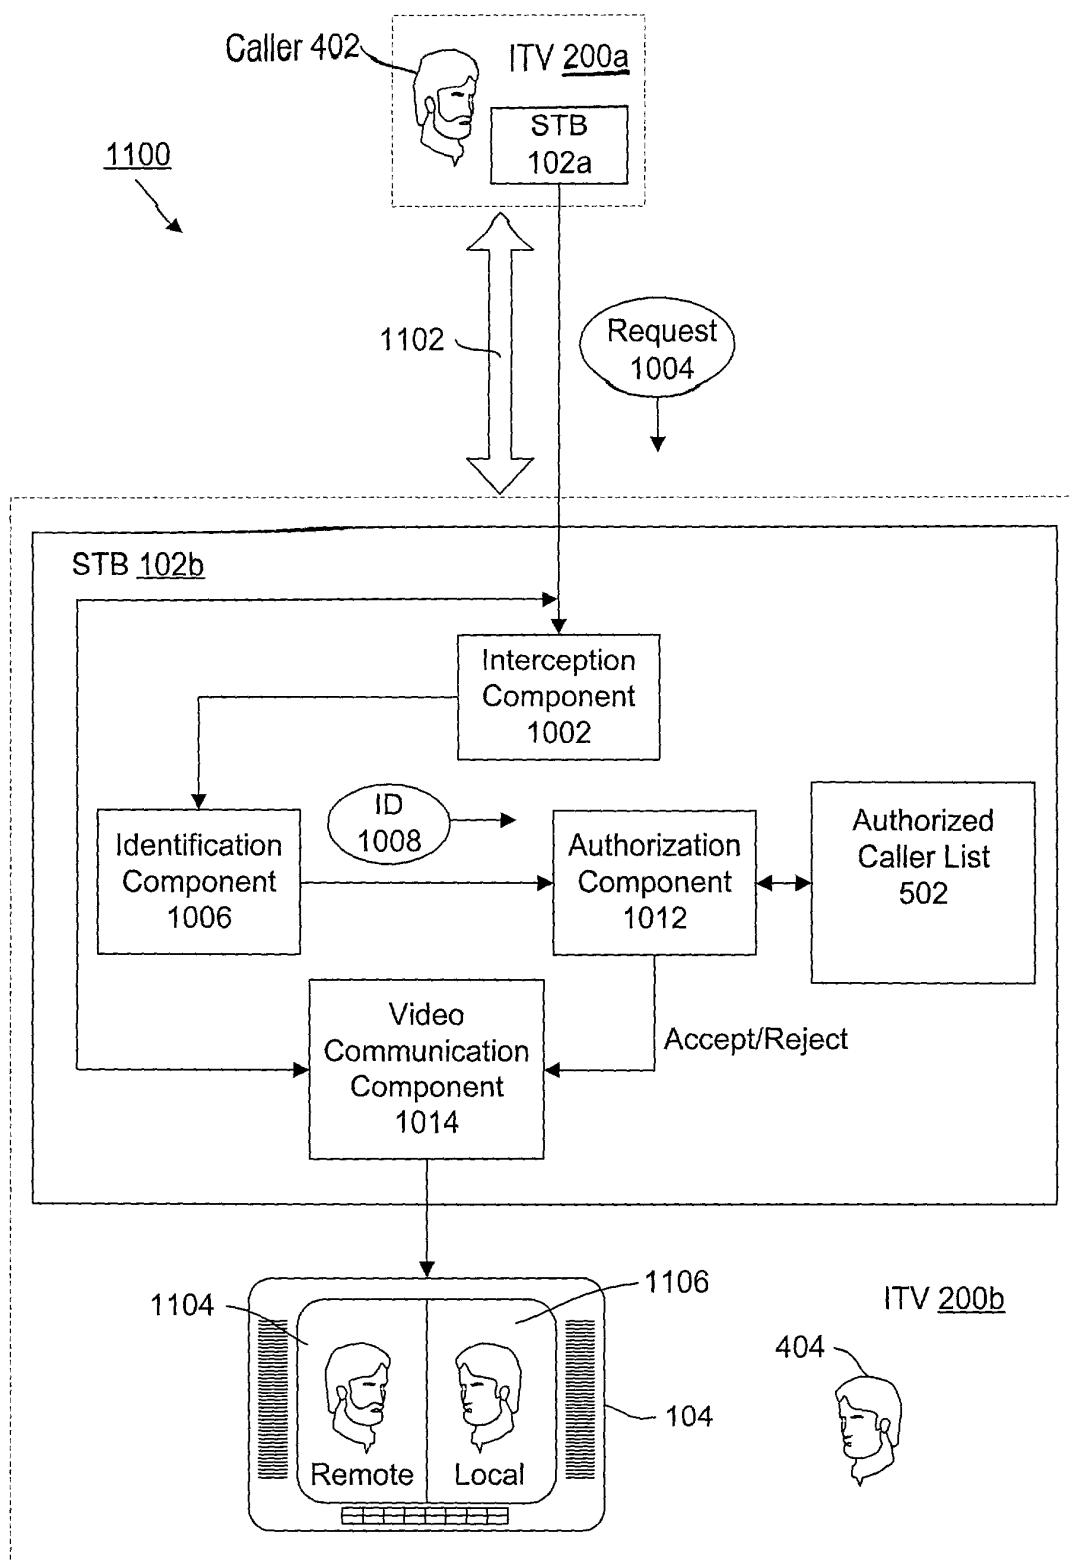 Caller 402
ITV 200a
STB
102a
1100
1102
Request
1004
STB 102b
Interception
Component
1002
ID
1008
Identification
Component
1006
Authorization
Component
1012
Authorized
Caller List
502
Video
Communication
Component
1014
Accept/Reject
1104
1106
ITV 200b
404
104
Remote
Local